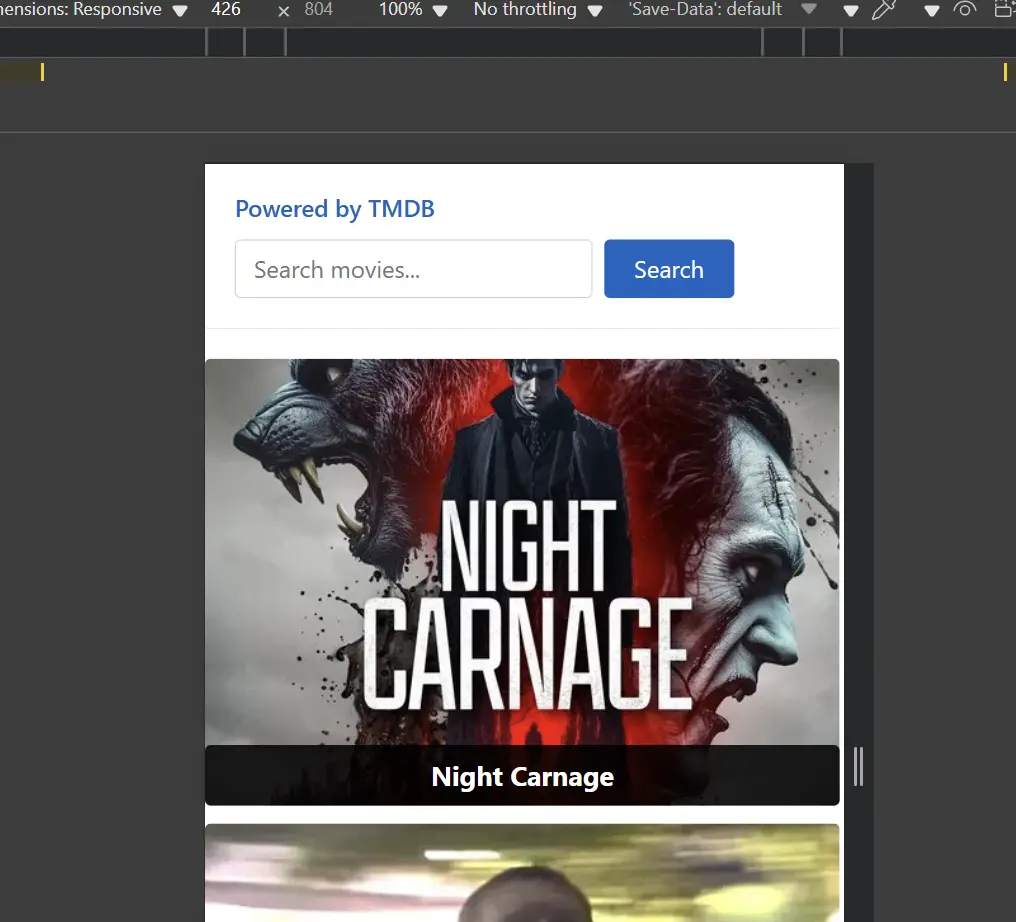 mensions: Responsive 426 × 804 100% No throttling 'Save-Data': default
Powered by TMDB
Search movies... Search
NIGHT
CARNAGE
Night Carnage